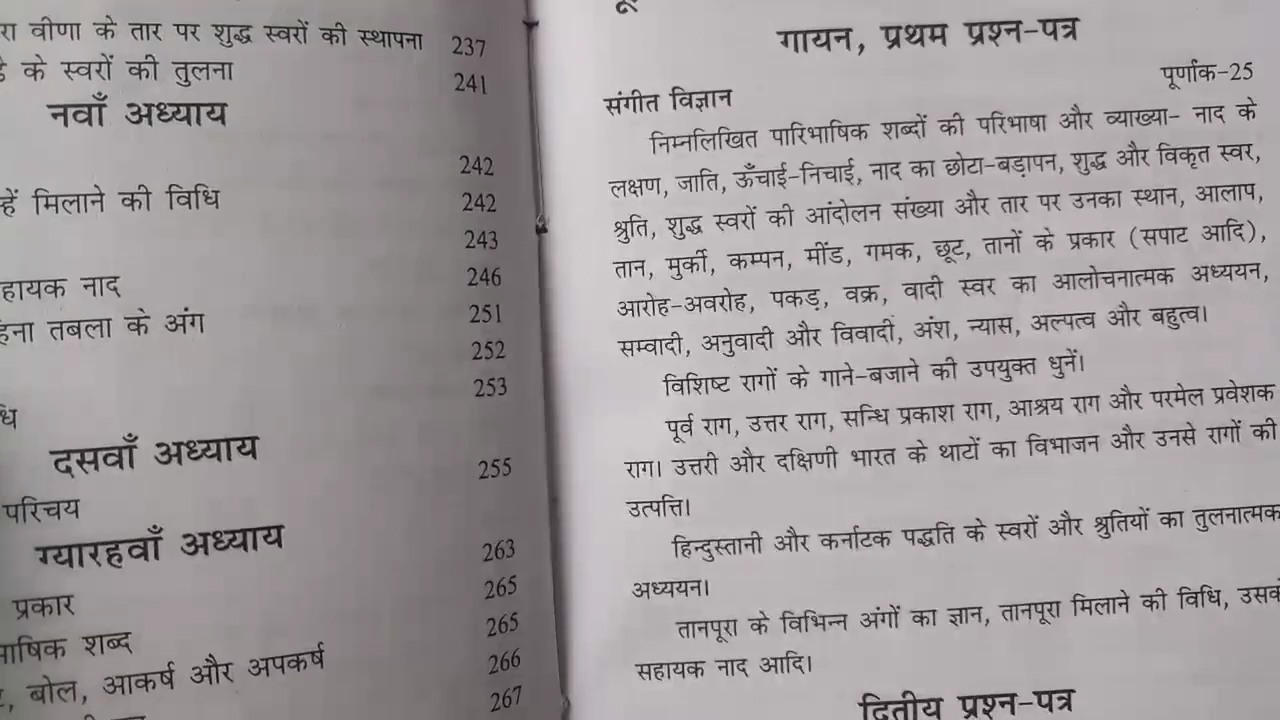 वीणा के तार पर शुद्ध स्वरों की स्थापना 237
के स्वरों की तुलना 241
नवाँ अध्याय
242
मिलाने की विधि 242
243
नाद 246
तबला के अंग 251
252
253
दसवाँ अध्याय
255
परिचय
ग्यारहवाँ अध्याय
263
प्रकार 265
शब्द 265
बोल, आकर्ष और अपकर्ष 266
267
गायन, प्रथम प्रश्न-पत्र
पूर्णांक-25
संगीत विज्ञान
निम्नलिखित पारिभाषिक शब्दों की परिभाषा और व्याख्या- नाद के
लक्षण, जाति, ऊँचाई-निचाई, नाद का छोटा-बड़ापन, शुद्ध और विकृत स्वर,
श्रुति, शुद्ध स्वरों की आंदोलन संख्या और तार पर उनका स्थान, आलाप,
तान, मुर्की, कम्पन, मींड, गमक, छूट, तानों के प्रकार (सपाट आदि),
आरोह-अवरोह, पकड़, वक्र, वादी स्वर का आलोचनात्मक अध्ययन,
सम्वादी, अनुवादी और विवादी, अंश, न्यास, अल्पत्व और बहुत्व।
विशिष्ट रागों के गाने-बजाने की उपयुक्त धुनें।
पूर्व राग, उत्तर राग, सन्धि प्रकाश राग, आश्रय राग और परमेल प्रवेशक
राग। उत्तरी और दक्षिणी भारत के थाटों का विभाजन और उनसे रागों की
उत्पत्ति।
हिन्दुस्तानी और कर्नाटक पद्धति के स्वरों और श्रुतियों का तुलनात्मक
अध्ययन।
तानपूरा के विभिन्न अंगों का ज्ञान, तानपूरा मिलाने की विधि,
सहायक नाद आदि।
द्वितीय प्रश्न-पत्र